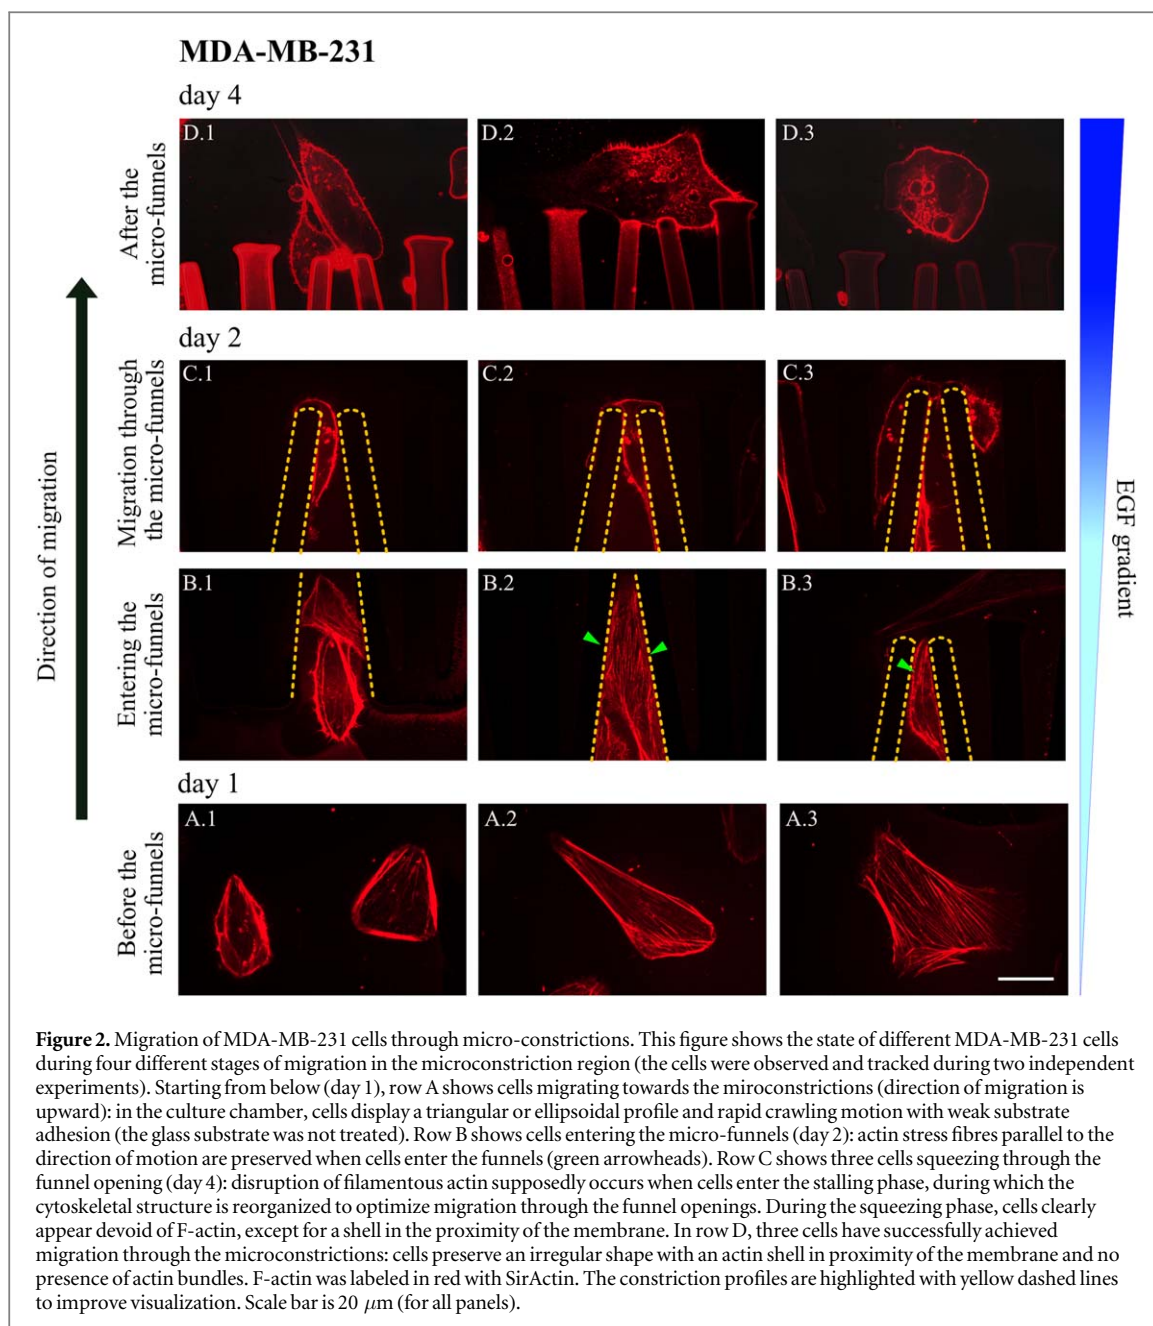 MDA-MB-231
day 4
After the
micro-funnels
D.1
D.2
D.3
day 2
Migration through
the micro-funnels
C.1
C.2
C.3
Entering the
micro-funnels
B.1
B.2
B.3
day 1
Before the
micro-funnels
A.1
A.2
A.3
Direction of migration
EGF gradient
Figure 2. Migration of MDA-MB-231 cells through micro-constrictions. This figure shows the state of different MDA-MB-231 cells
during four different stages of migration in the microconstriction region (the cells were observed and tracked during two independent
experiments). Starting from below (day 1), row A shows cells migrating towards the miroconstrictions (direction of migration is
upward): in the culture chamber, cells display a triangular or ellipsoidal profile and rapid crawling motion with weak substrate
adhesion (the glass substrate was not treated). Row B shows cells entering the micro-funnels (day 2): actin stress fibres parallel to the
direction of motion are preserved when cells enter the funnels (green arrowheads). Row C shows three cells squeezing through the
funnel opening (day 4): disruption of filamentous actin supposedly occurs when cells enter the stalling phase, during which the
cytoskeletal structure is reorganized to optimize migration through the funnel openings. During the squeezing phase, cells clearly
appear devoid of F-actin, except for a shell in the proximity of the membrane. In row D, three cells have successfully achieved
migration through the microconstrictions: cells preserve an irregular shape with an actin shell in proximity of the membrane and no
presence of actin bundles. F-actin was labeled in red with SirActin. The constriction profiles are highlighted with yellow dashed lines
to improve visualization. Scale bar is 20 μm (for all panels).